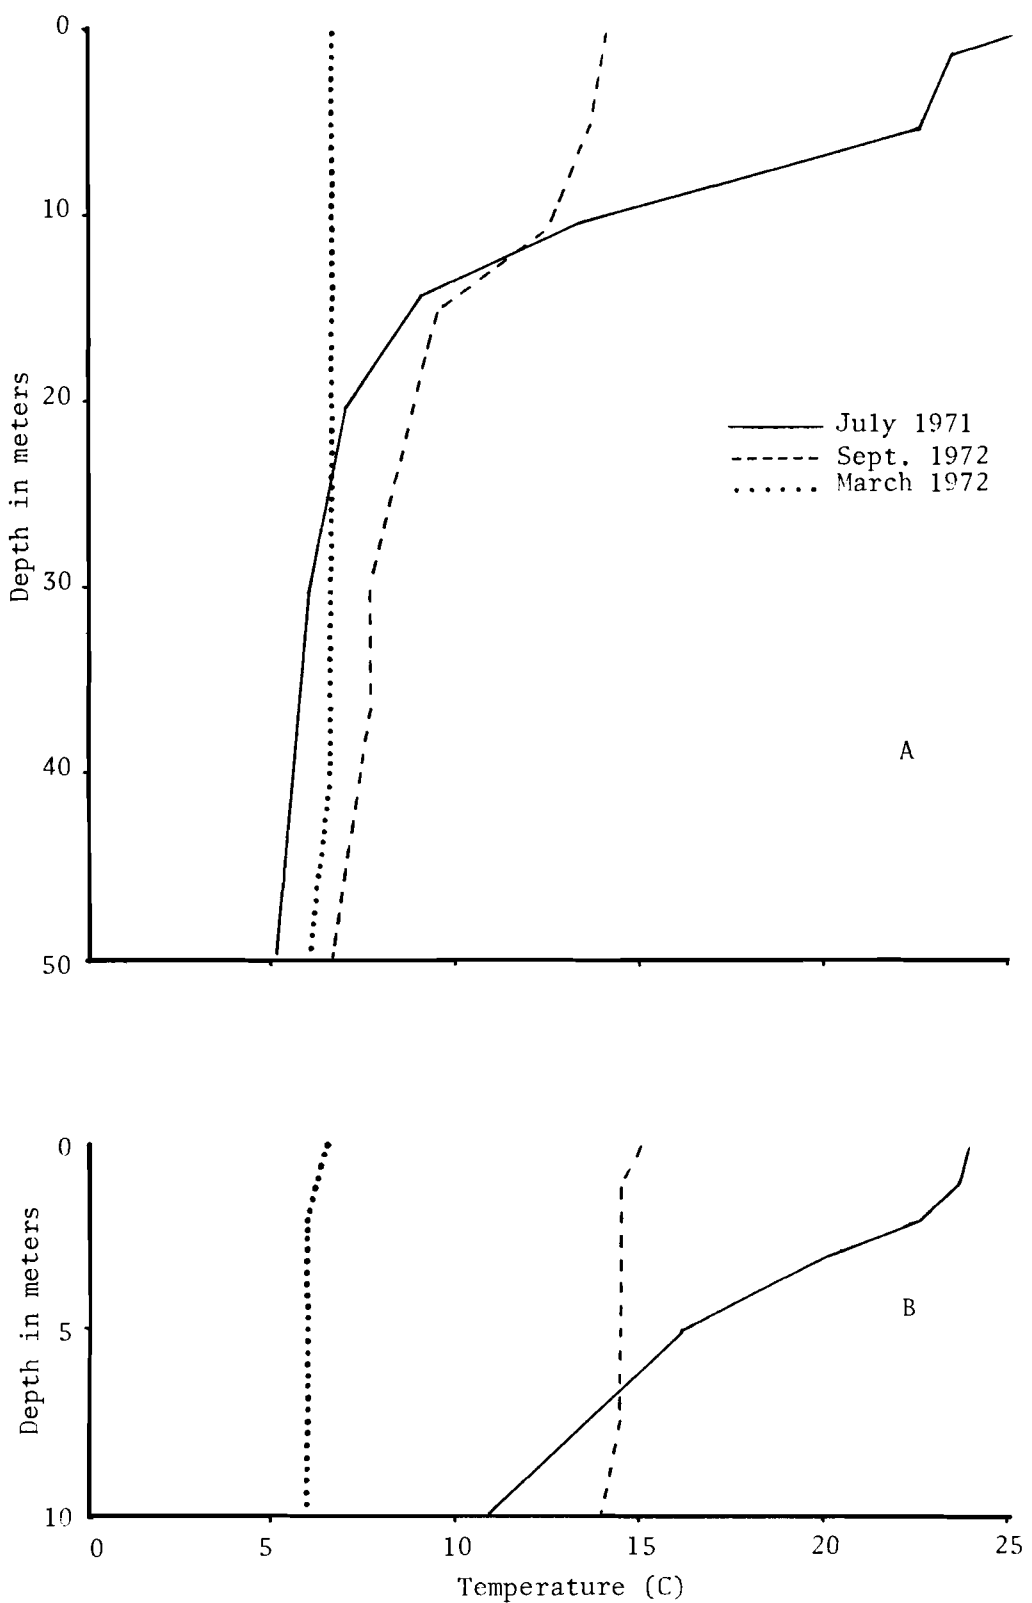 0
10
20
30
40
50
Depth in meters
July 1971
Sept. 1972
March 1972
A
0
5
10
Depth in meters
B
0 5 10 15 20 25
Temperature (C)